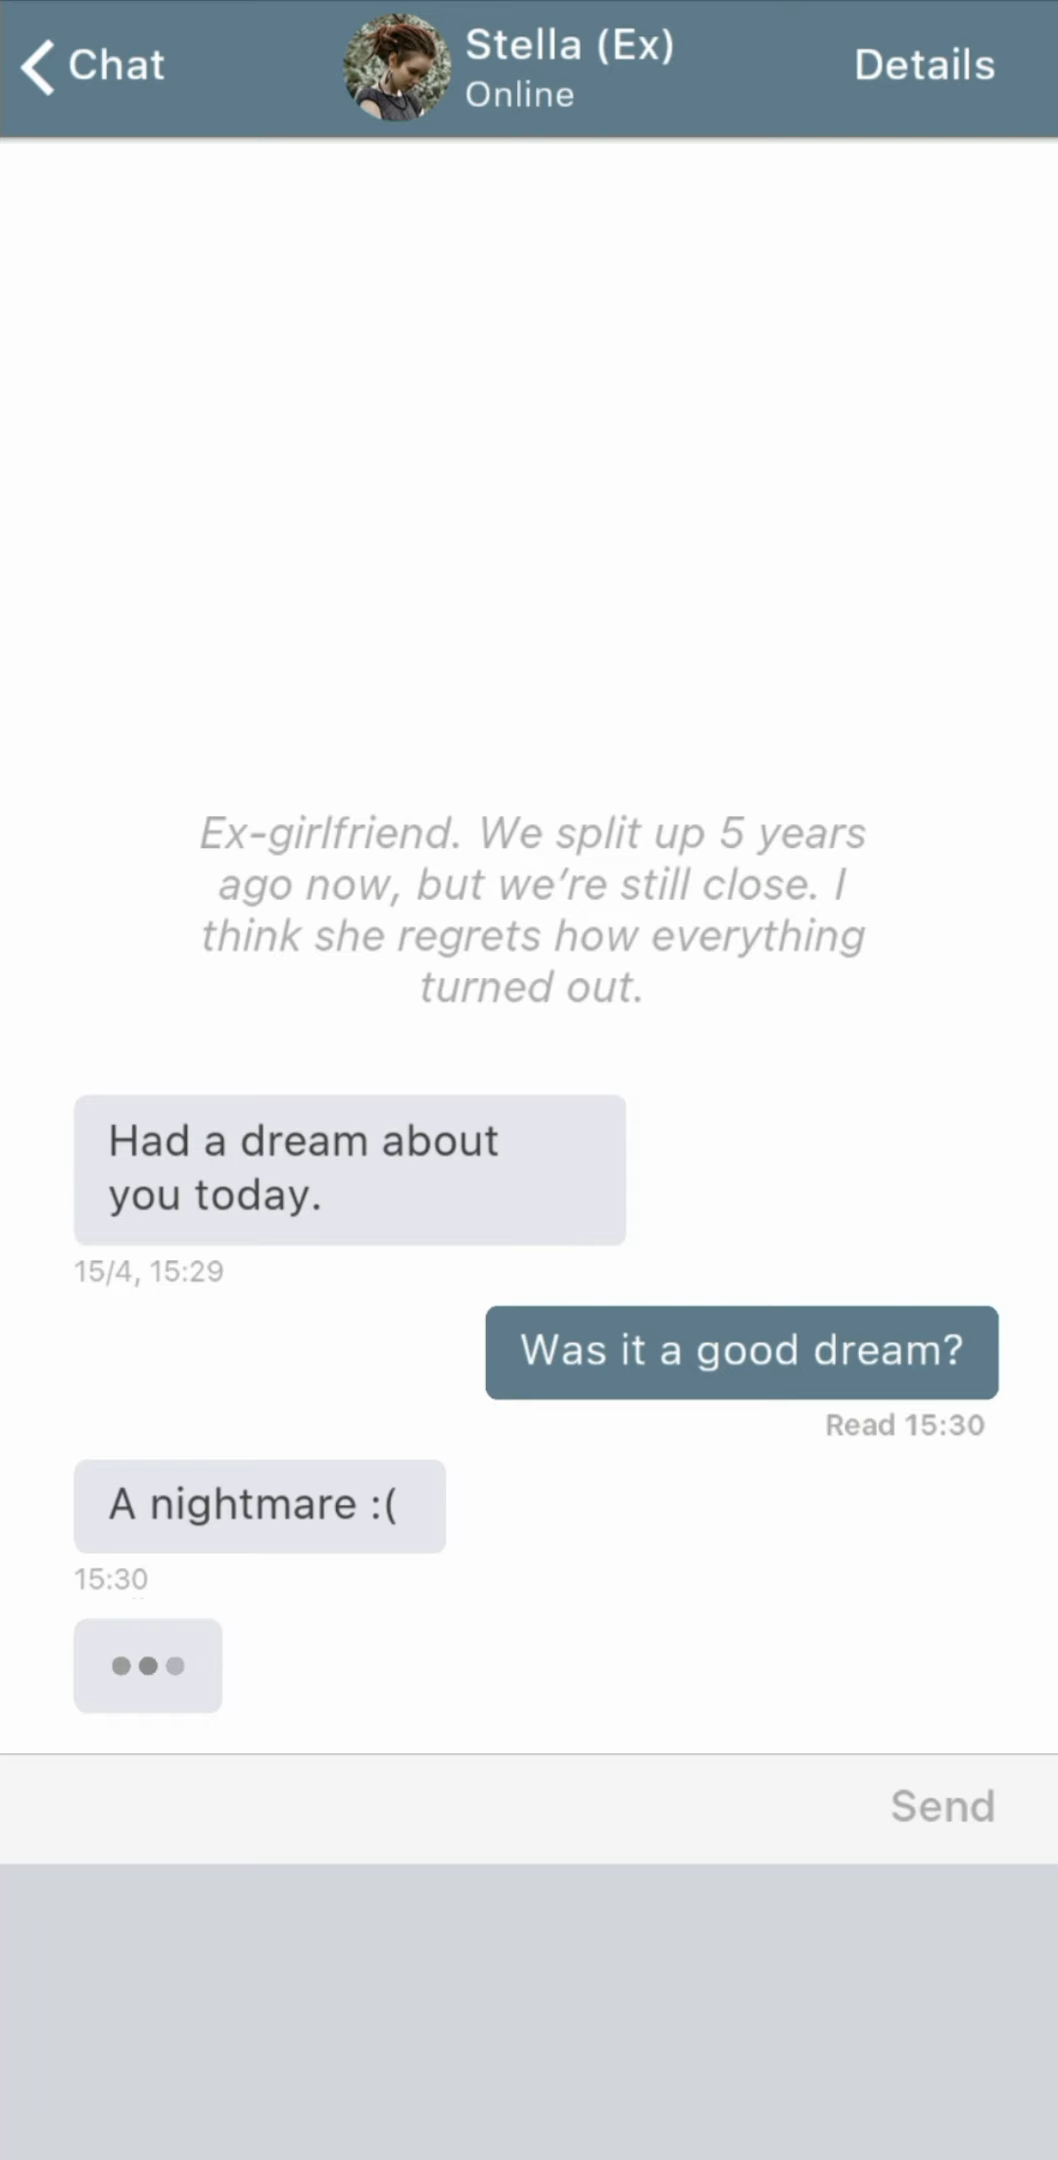 Chat
Stella (Ex)
Online
Details
Ex-girlfriend. We split up 5 years
ago now, but we’re still close. I
think she regrets how everything
turned out.
Had a dream about
you today.
15/4, 15:29
Was it a good dream?
Read 15:30
A nightmare :(
15:30
Send